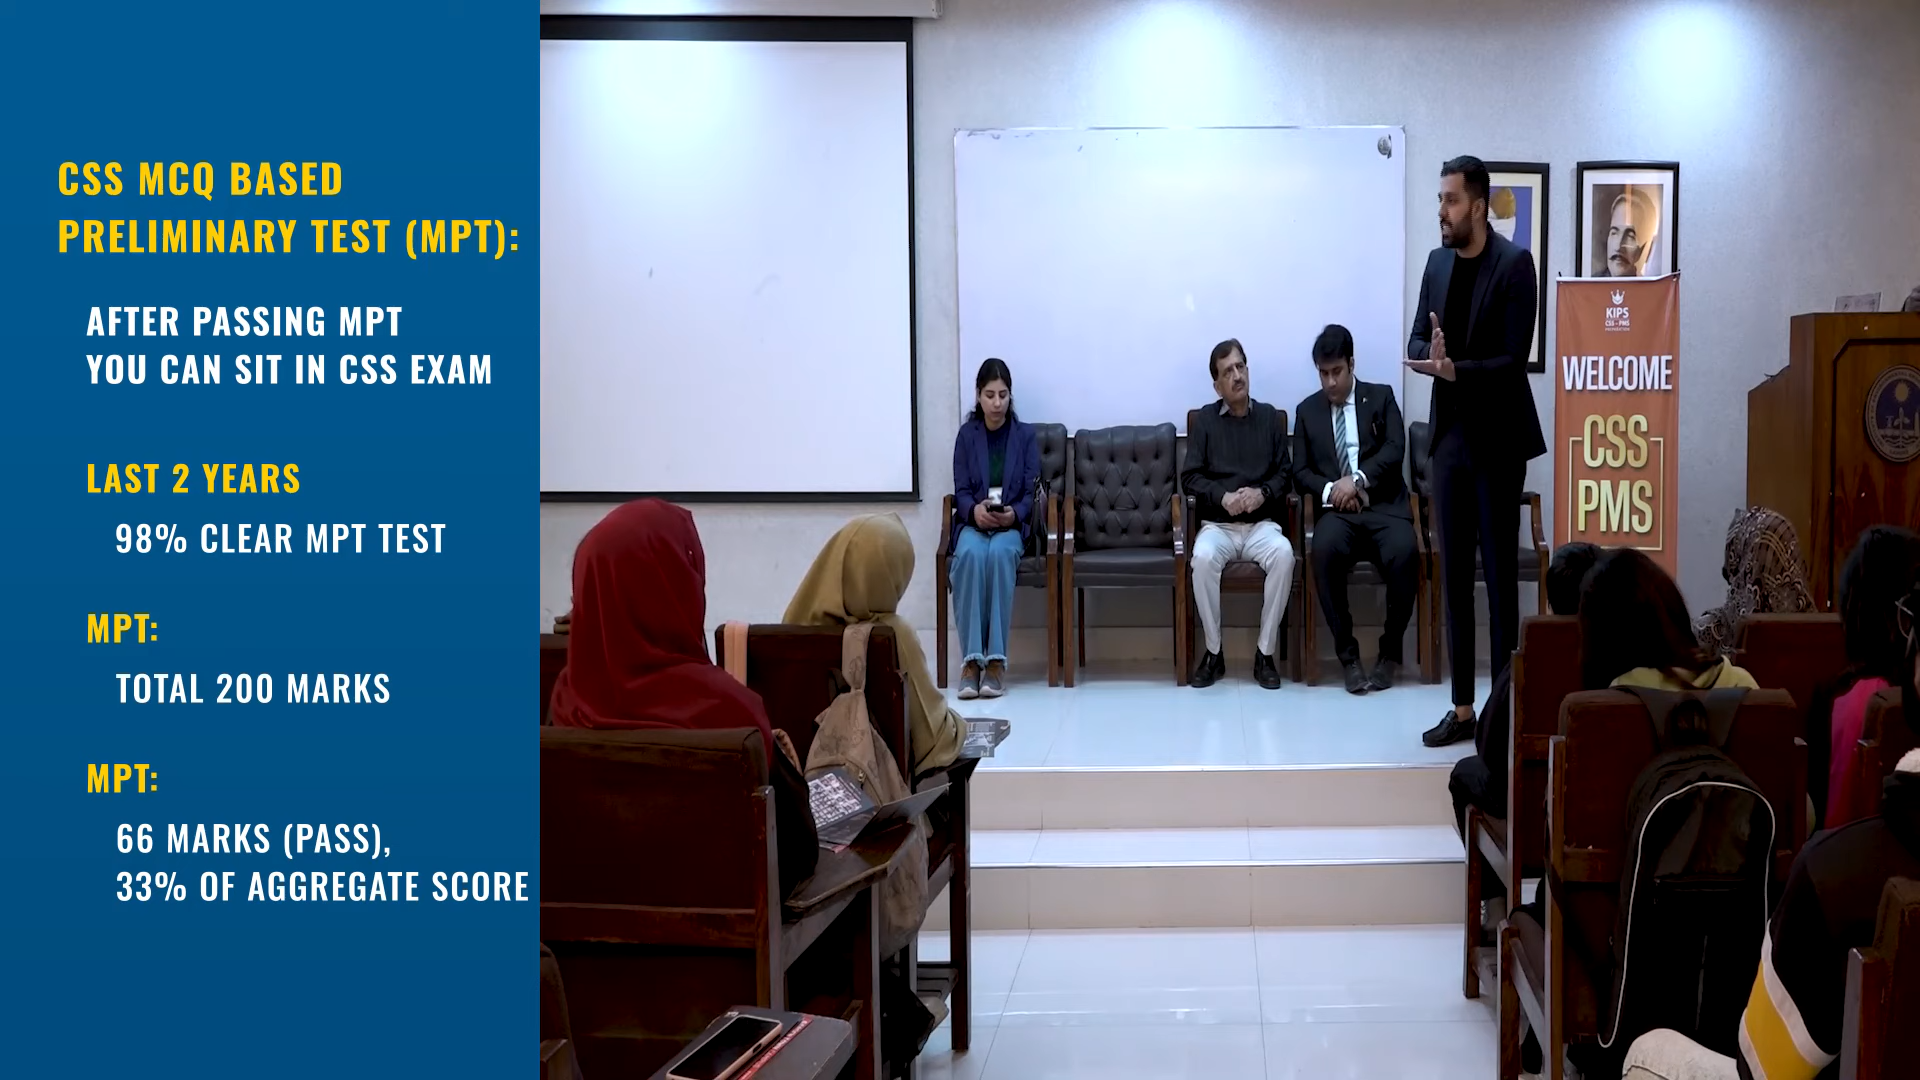 CSS MCQ BASED
PRELIMINARY TEST (MPT):
AFTER PASSING MPT
YOU CAN SIT IN CSS EXAM
LAST 2 YEARS
98% CLEAR MPT TEST
MPT:
TOTAL 200 MARKS
MPT:
66 MARKS (PASS),
33% OF AGGREGATE SCORE
KIPS
CSS - PMS
WELCOME
CSS
PMS